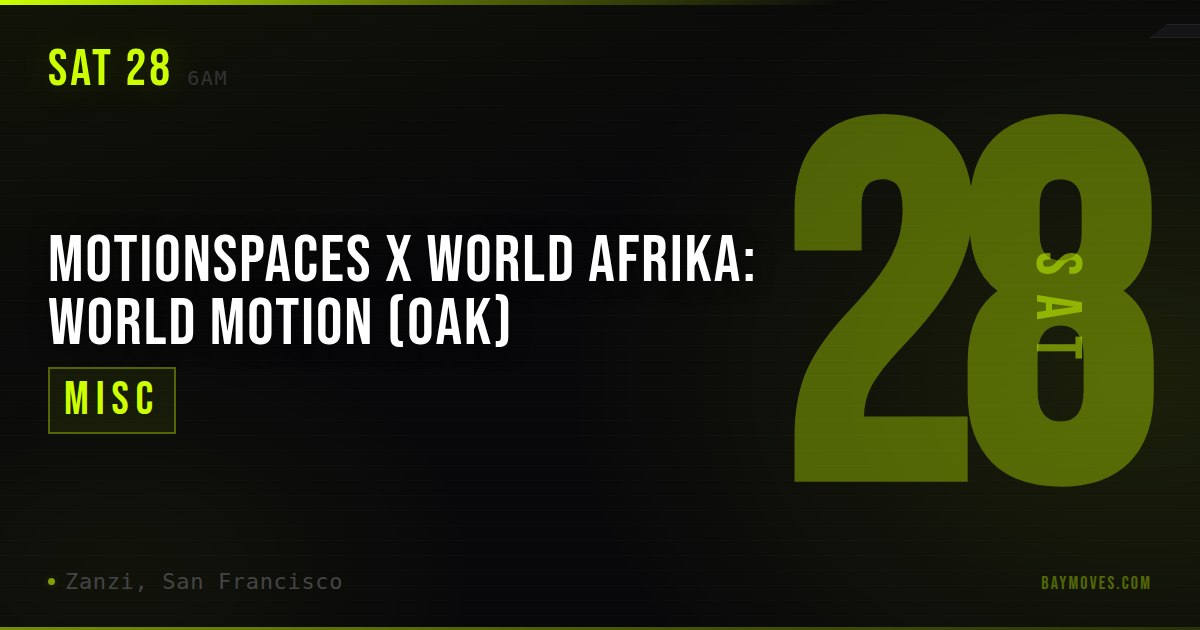 SAT 28 6AM
MOTIONSPACES X WORLD AFRIKA:
WORLD MOTION (OAK)
MISC
28
SAT
Zanzi, San Francisco
BAYMOVES.COM